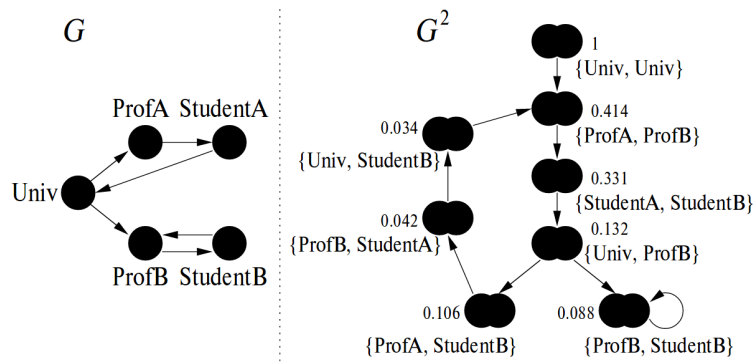 G
ProfA StudentA
Univ
ProfB StudentB
G²
1
{Univ, Univ}
0.414
{ProfA, ProfB}
0.034
{Univ, StudentB}
0.331
{StudentA, StudentB}
0.042
{ProfB, StudentA}
0.132
{Univ, ProfB}
0.106
{ProfA, StudentB}
0.088
{ProfB, StudentB}